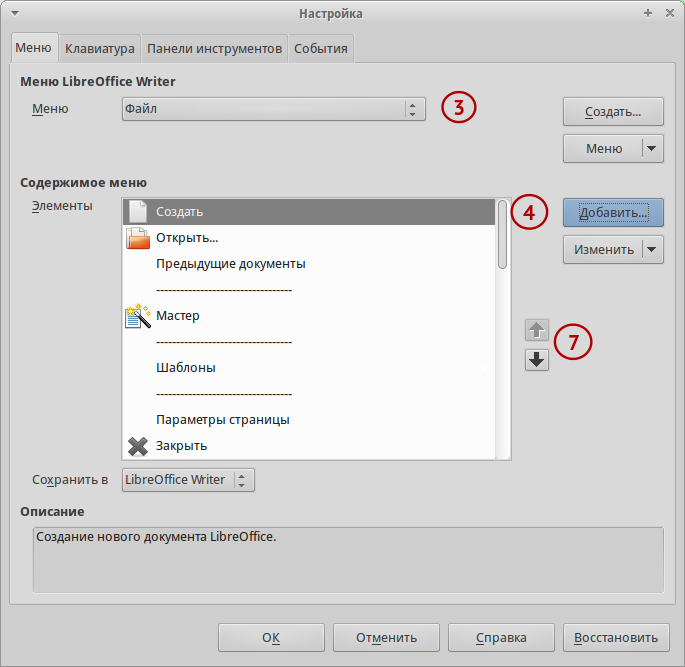 Настройка
Меню Клавиатура Панели инструментов События
Меню LibreOffice Writer
Меню Файл 3 Создать...
Меню
Содержимое меню
Элементы Создать 4 Добавить...
Открыть... Изменить
Предыдущие документы
--------------------------------
Мастер
--------------------------------
7
Шаблоны
--------------------------------
Параметры страницы
Закрыть
Сохранить в LibreOffice Writer
Описание
Создание нового документа LibreOffice.
ОК Отменить Справка Восстановить